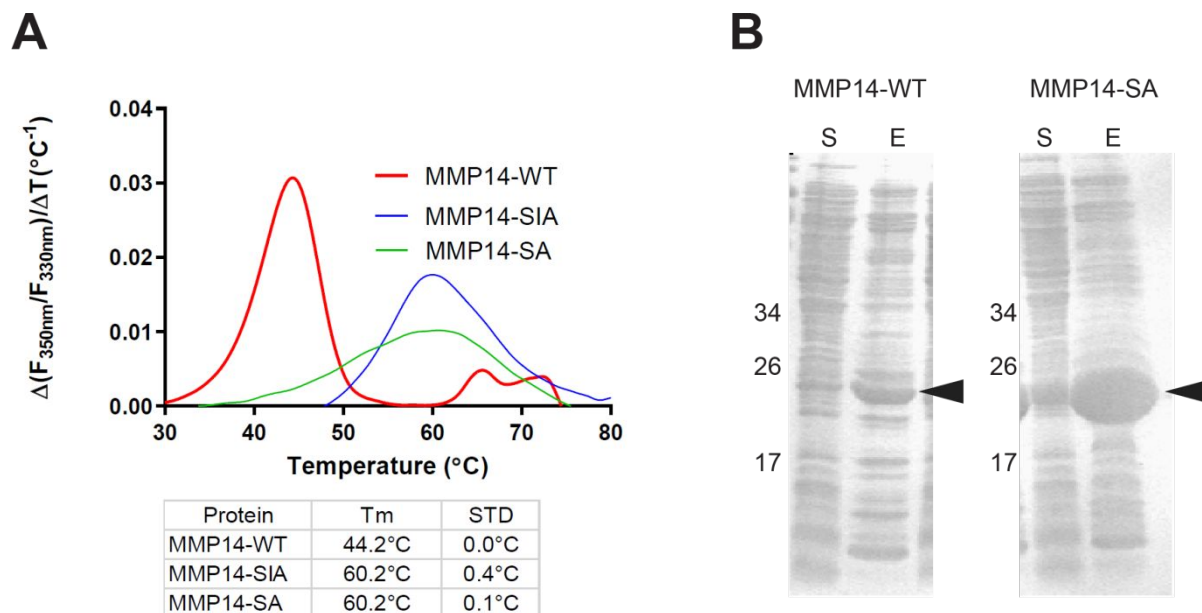 A
Δ(F350nm/F330nm)/ΔT(°C-1)
0.04
0.03
0.02
0.01
0.00
MMP14-WT
MMP14-SIA
MMP14-SA
30 40 50 60 70 80
Temperature (°C)
Protein Tm STD
MMP14-WT 44.2°C 0.0°C
MMP14-SIA 60.2°C 0.4°C
MMP14-SA 60.2°C 0.1°C
B
MMP14-WT MMP14-SA
S E S E
34 34
26 26
17 17